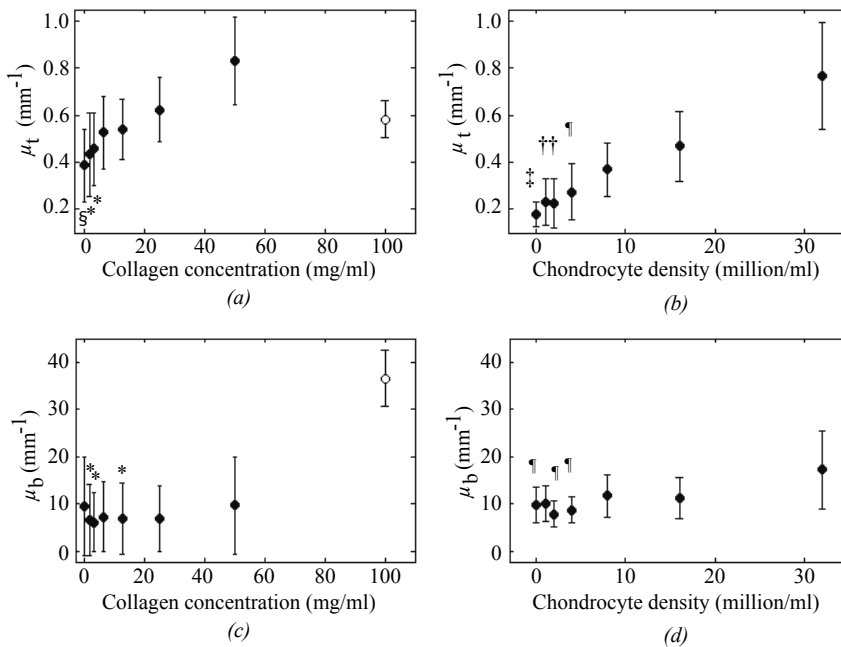 1.0
0.8
0.6
0.4
0.2
μt (mm-1)
§ * *
0 20 40 60 80 100
Collagen concentration (mg/ml)
(a)
1.0
0.8
0.6
0.4
0.2
μt (mm-1)
‡ †† ¶
0 10 20 30
Chondrocyte density (million/ml)
(b)
40
30
20
10
0
μb (mm-1)
* * *
0 20 40 60 80 100
Collagen concentration (mg/ml)
(c)
40
30
20
10
0
μb (mm-1)
¶ ¶ ¶
0 10 20 30
Chondrocyte density (million/ml)
(d)